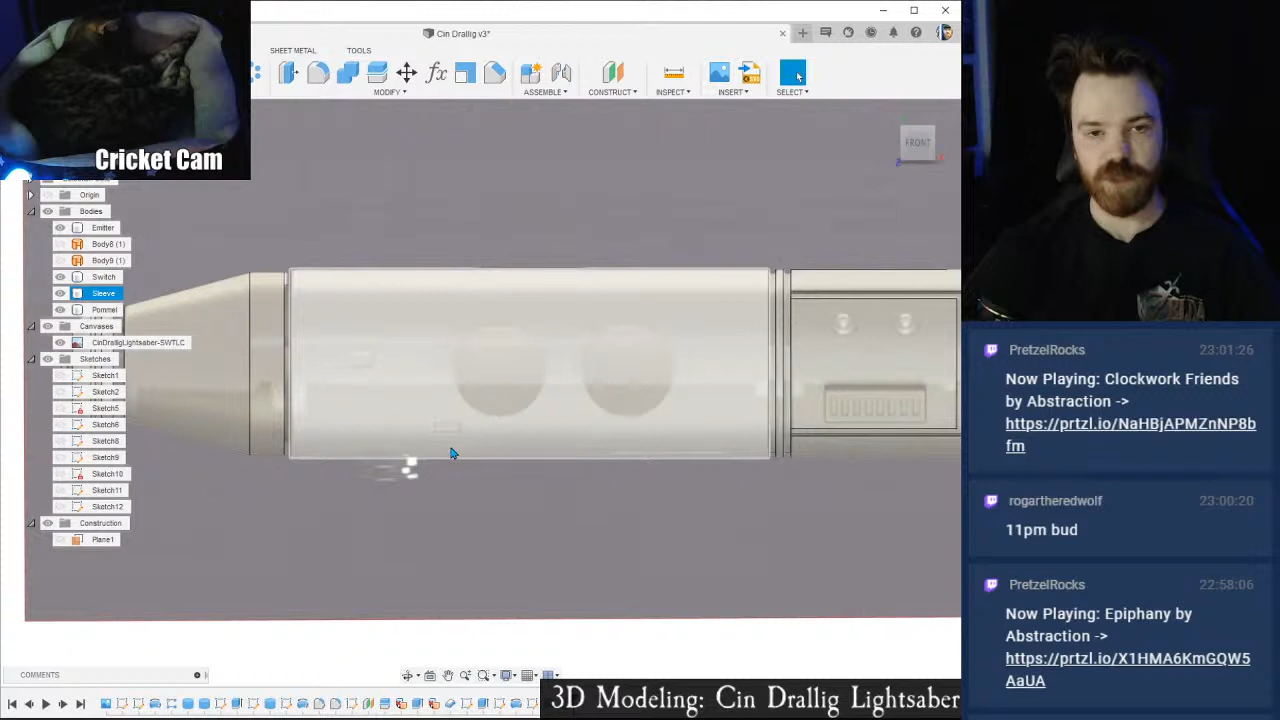 Cricket Cam
Cin Drallig v3*
SHEET METAL
TOOLS
MODIFY
ASSEMBLE
CONSTRUCT
INSPECT
INSERT
SELECT
FRONT
Origin
Bodies
Emitter
Body8 (1)
Body9 (1)
Switch
Sleeve
Pommel
Canvases
CinDralligLightsaber-SWTLC
Sketches
Sketch1
Sketch2
Sketch5
Sketch6
Sketch8
Sketch9
Sketch10
Sketch11
Sketch12
Construction
Plane1
COMMENTS
3D Modeling: Cin Drallig Lightsaber
PretzelRocks 23:01:26
Now Playing: Clockwork Friends
by Abstraction ->
https://prtzl.io/NaHBjAPMZnNP8b
fm
rogartheredwolf 23:00:20
11pm bud
PretzelRocks 22:58:06
Now Playing: Epiphany by
Abstraction ->
https://prtzl.io/X1HMA6KmGQW5
AaUA